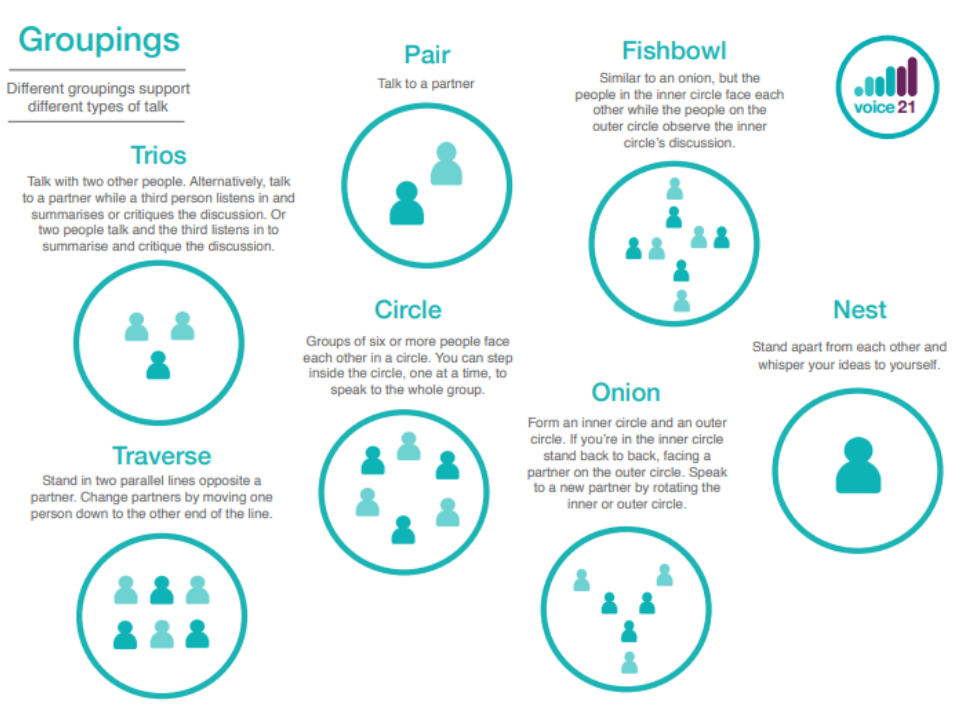 Groupings
Different groupings support
different types of talk
Trios
Talk with two other people. Alternatively, talk
to a partner while a third person listens in and
summarises or critiques the discussion. Or
two people talk and the third listens in to
summarise and critique the discussion.
Traverse
Stand in two parallel lines opposite a
partner. Change partners by moving one
person down to the other end of the line.
Pair
Talk to a partner
Circle
Groups of six or more people face
each other in a circle. You can step
inside the circle, one at a time, to
speak to the whole group.
Fishbowl
Similar to an onion, but the
people in the inner circle face each
other while the people on the
outer circle observe the inner
circle's discussion.
Onion
Form an inner circle and an outer
circle. If you're in the inner circle
stand back to back, facing a
partner on the outer circle. Speak
to a new partner by rotating the
inner or outer circle.
voice 21
Nest
Stand apart from each other and
whisper your ideas to yourself.